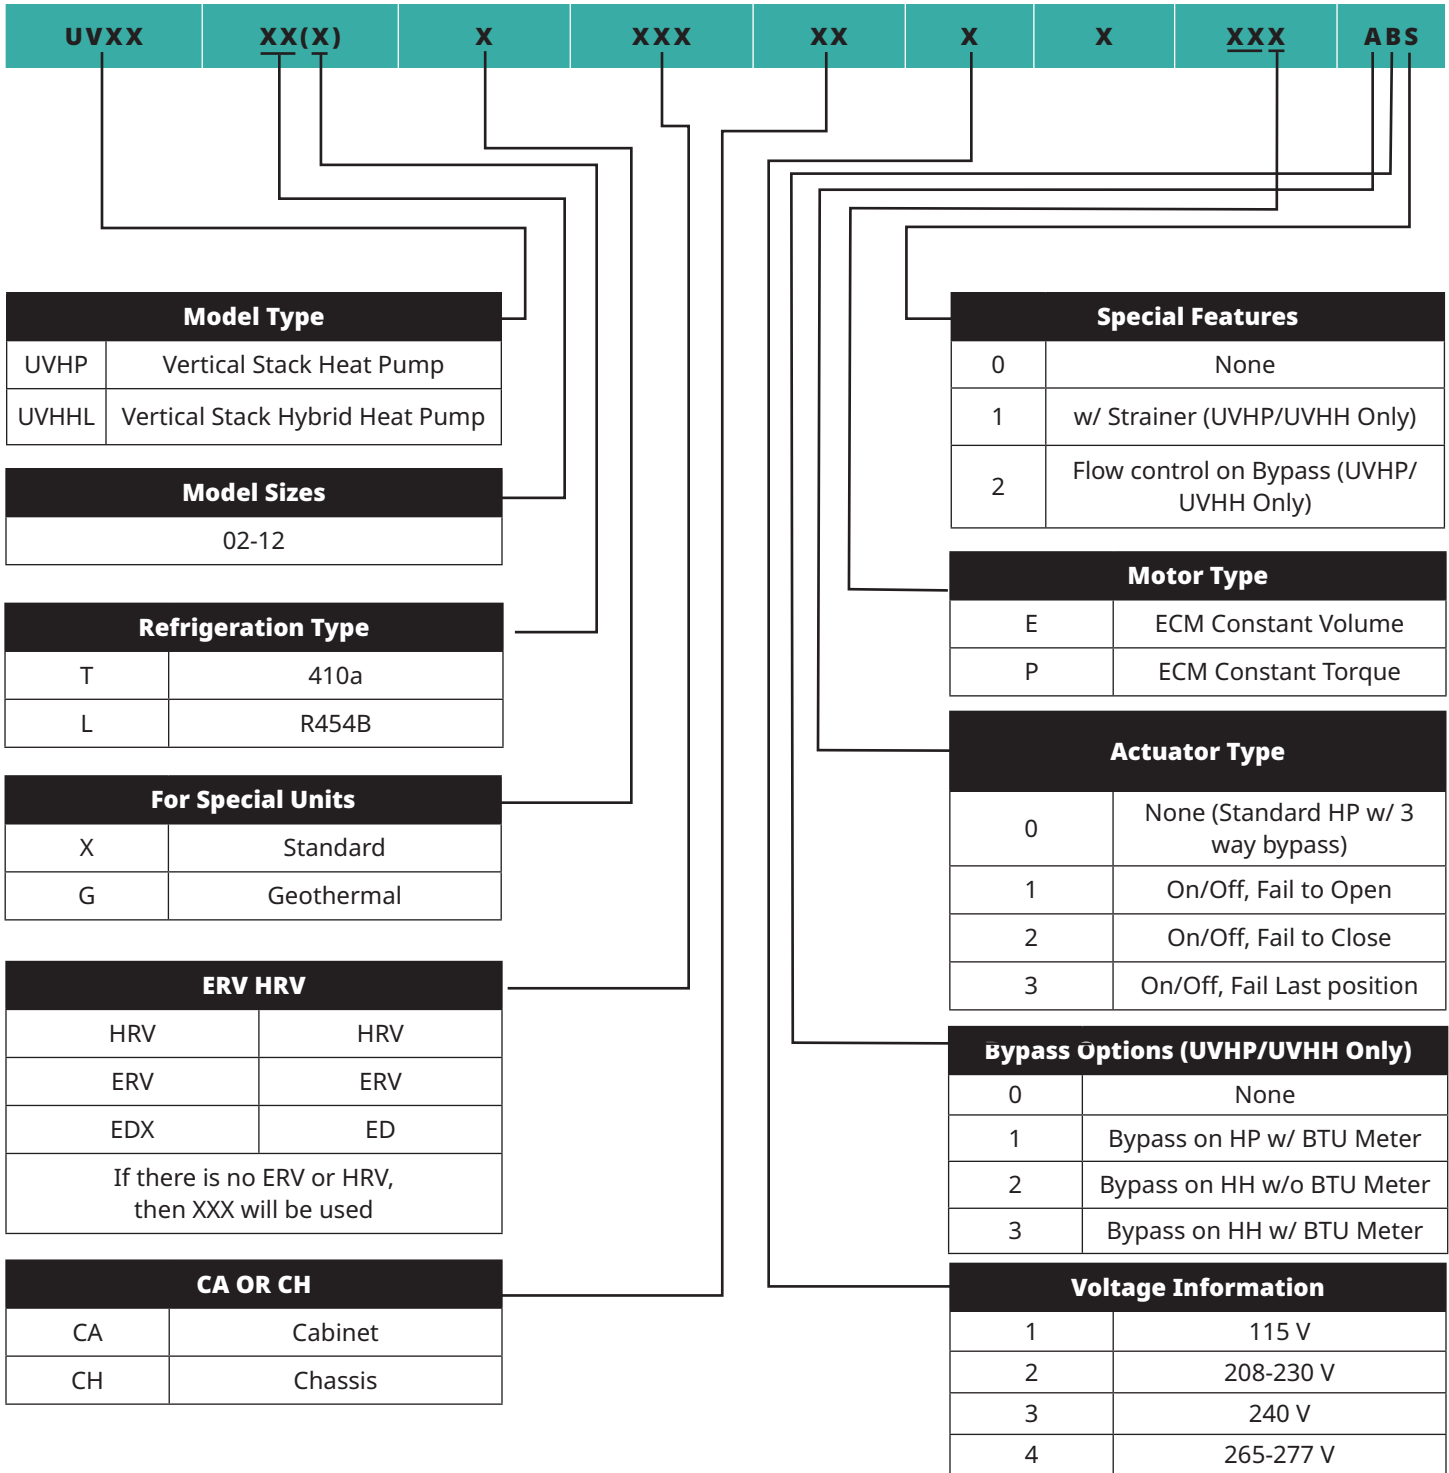 UVXX XX(X) X XXX XX X X XXX ABS
Model Type
UVHP Vertical Stack Heat Pump
UVHHL Vertical Stack Hybrid Heat Pump
Model Sizes
02-12
Refrigeration Type
T 410a
L R454B
For Special Units
X Standard
G Geothermal
ERV HRV
HRV HRV
ERV ERV
EDX ED
If there is no ERV or HRV,
then XXX will be used
CA OR CH
CA Cabinet
CH Chassis
Special Features
0 None
1 w/ Strainer (UVHP/UVHH Only)
2 Flow control on Bypass (UVHP/
UVHH Only)
Motor Type
E ECM Constant Volume
P ECM Constant Torque
Actuator Type
0 None (Standard HP w/ 3
way bypass)
1 On/Off, Fail to Open
2 On/Off, Fail to Close
3 On/Off, Fail Last position
Bypass Options (UVHP/UVHH Only)
0 None
1 Bypass on HP w/ BTU Meter
2 Bypass on HH w/o BTU Meter
3 Bypass on HH w/ BTU Meter
Voltage Information
1 115 V
2 208-230 V
3 240 V
4 265-277 V